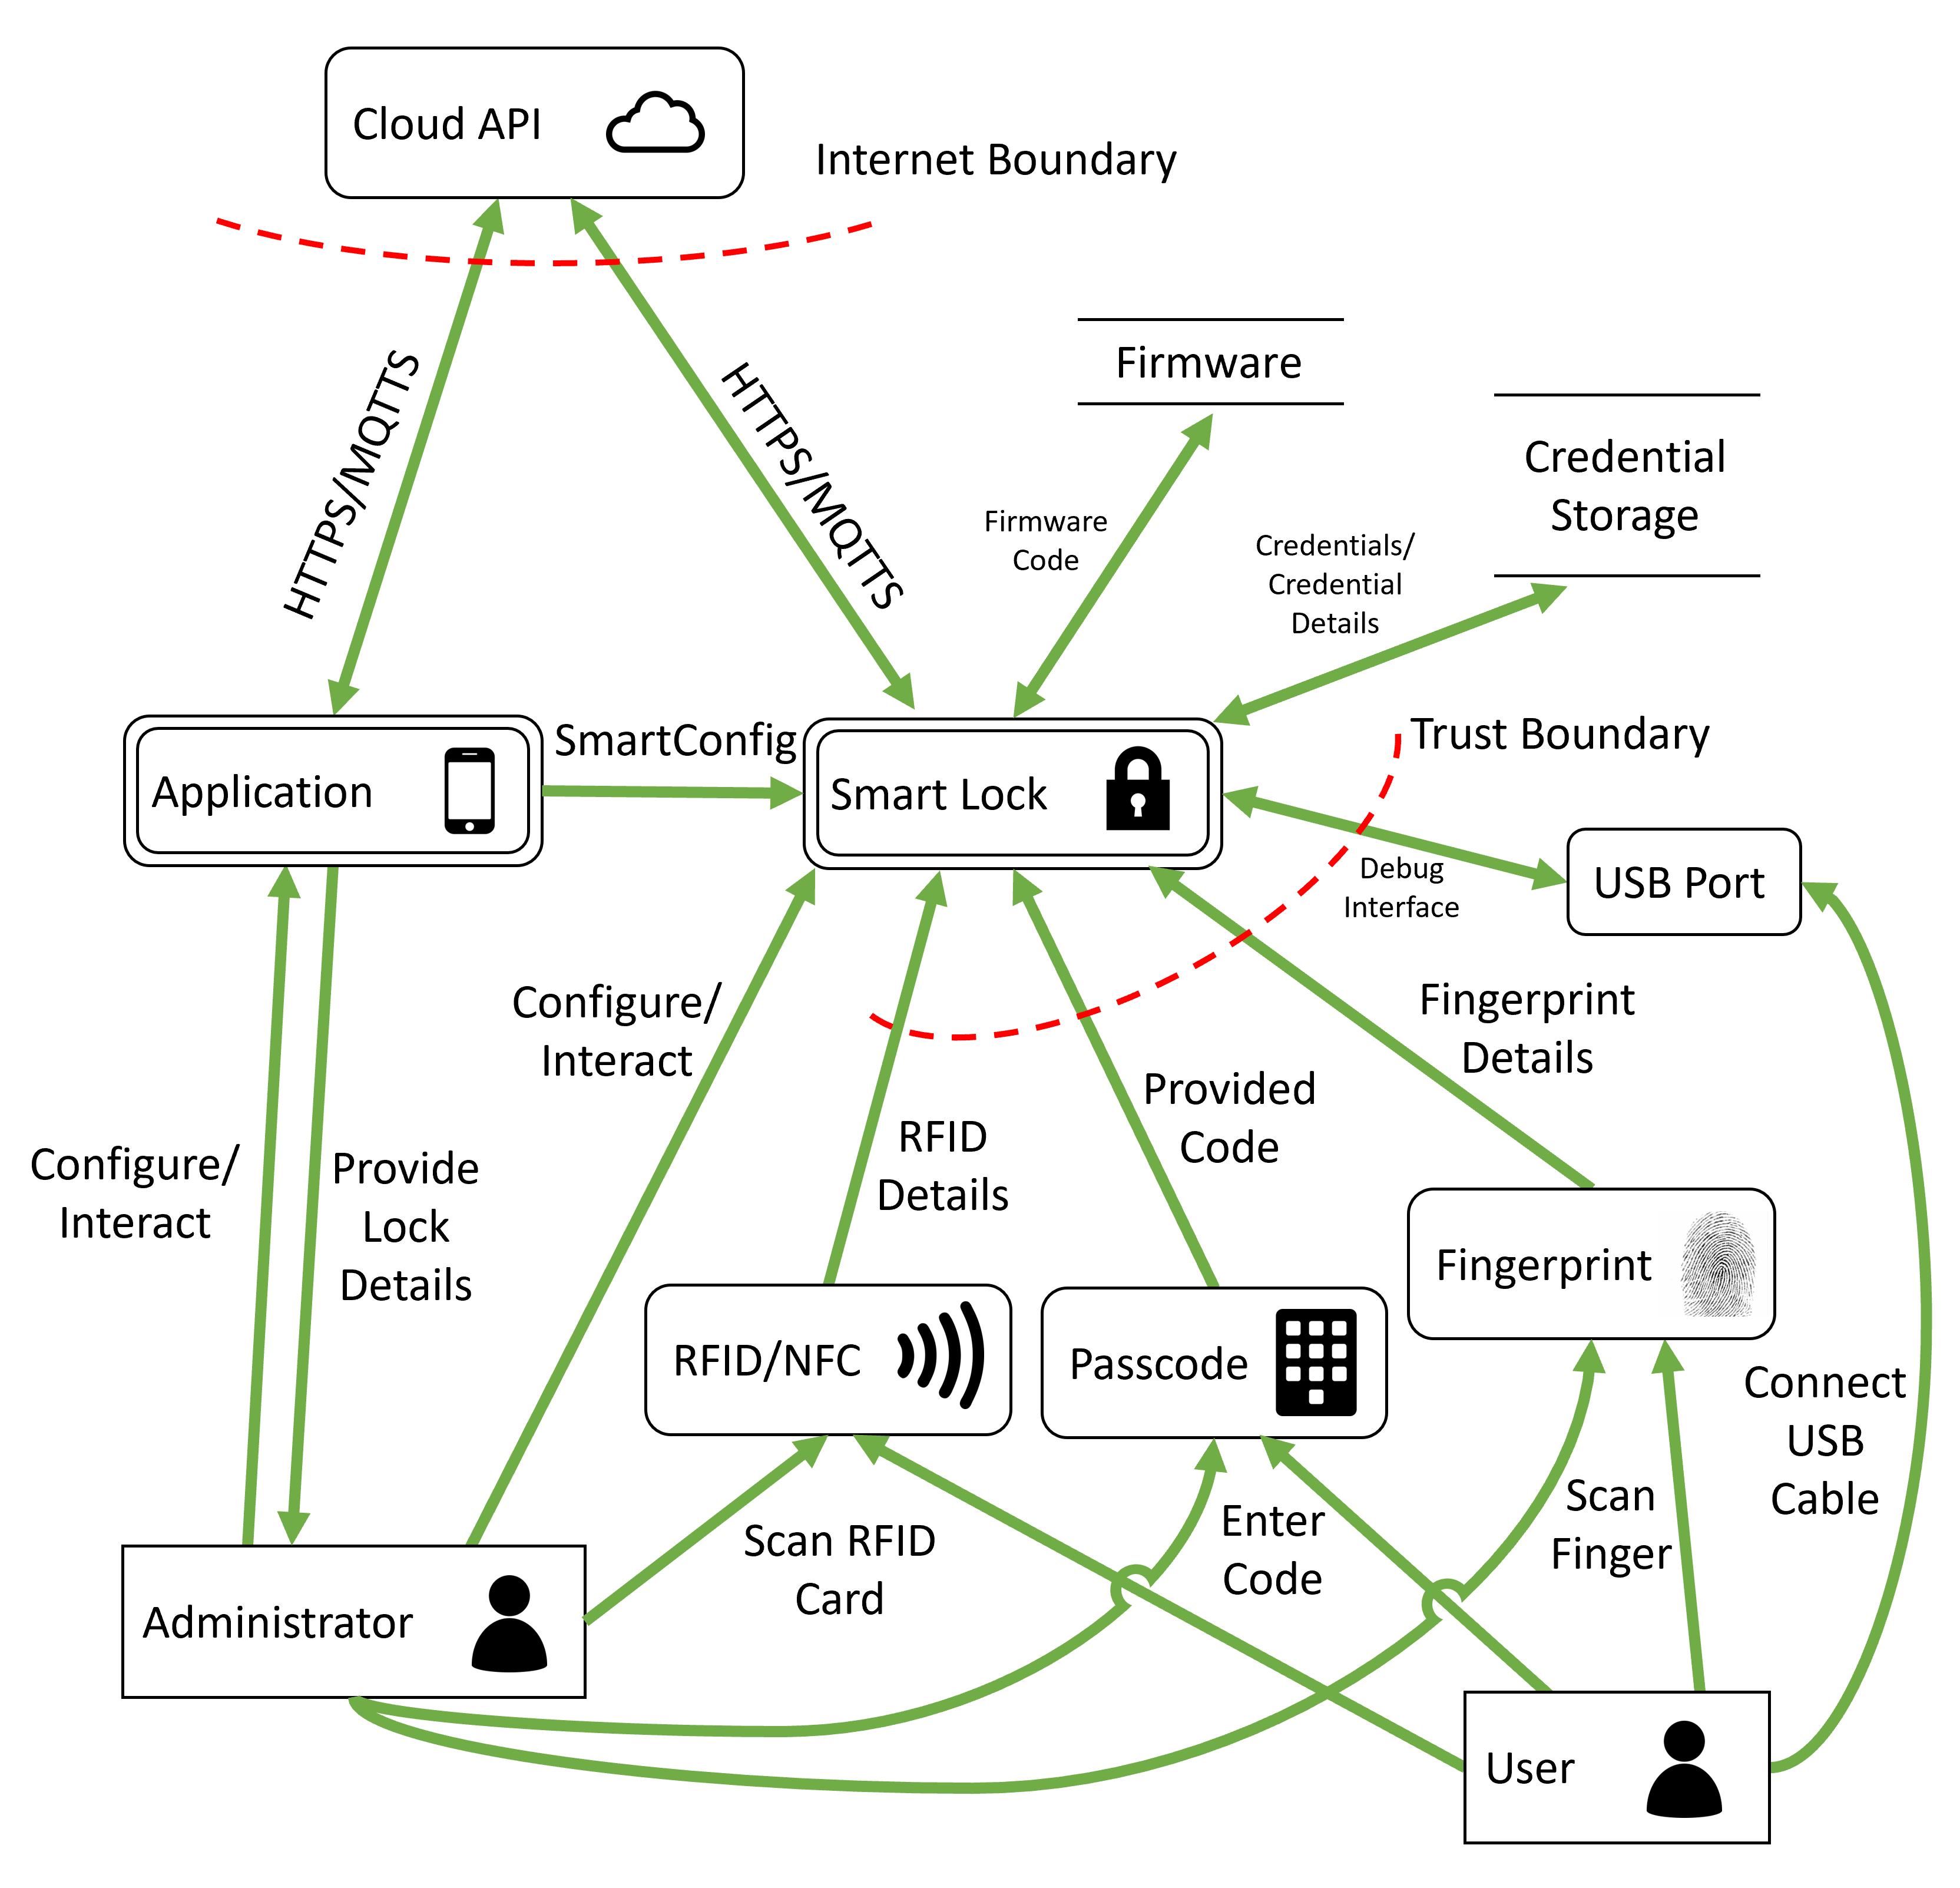 Cloud API
Internet Boundary
HTTPS/MQTTS
HTTPS/MQTTS
Firmware
Credential
Storage
Firmware
Code
Credentials/
Credential
Details
SmartConfig
Trust Boundary
Application
Smart Lock
Debug
Interface
USB Port
Configure/
Interact
Fingerprint
Details
Provided
Code
RFID
Details
Configure/
Interact
Provide
Lock
Details
Fingerprint
RFID/NFC
Passcode
Connect
USB
Cable
Scan
Finger
Enter
Code
Scan RFID
Card
Administrator
User